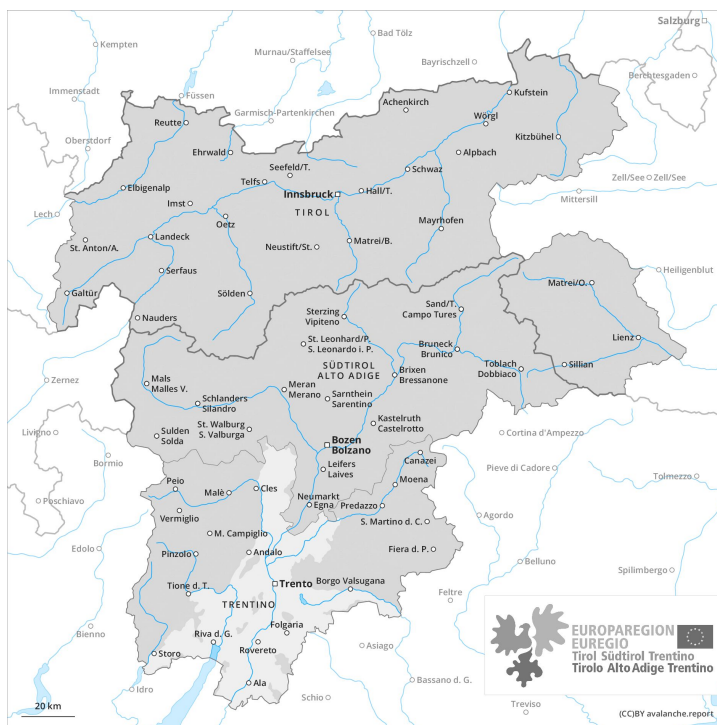 Salzburg
Kempten
Bad Tölz
Murnau/Staffelsee
Bayrischzell
Berchtesgaden
Immenstadt
Füssen
Garmisch-Partenkirchen
Achenkirch
Kufstein
Reutte
Wörgl
Oberstdorf
Ehrwald
Kitzbühel
Alpbach
Seefeld/T.
Schwaz
Telfs
Zell/See
Zell/See
Elbigenalp
Innsbruck
Hall/T.
Mittersill
Imst
TIROL
Lech
Oetz
Mayrhofen
Landeck
St. Anton/A.
Neustift/St.
Matrei/B.
Serfaus
Heiligenblut
Galtür
Sölden
Matrei/O.
Nauders
Sterzing
Vipiteno
Sand/T.
Campo Tures
St. Leonhard/P.
S. Leonardo i. P.
Bruneck
Brunico
Lienz
SÜDTIROL
ALTO ADIGE
Brixen
Bressanone
Toblach
Dobbiaco
Sillian
Zernez
Mals
Malles V.
Meran
Merano
Sarnthein
Sarentino
Schlanders
Silandro
Kastelruth
Castelrotto
Livigno
Sulden
Solda
St. Walburg
S. Valburga
Cortina d'Ampezzo
Bozen
Bolzano
Bormio
Canazei
Pieve di Cadore
Leifers
Laives
Tolmezzo
Poschiavo
Peio
Malè
Cles
Moena
Neumarkt
Egna
Predazzo
Vermiglio
Agordo
S. Martino d. C.
M. Campiglio
Edolo
Pinzolo
Andalo
Fiera d. P.
Belluno
Spilimbergo
Tione d. T.
Trento
Borgo Valsugana
Feltre
TRENTINO
Bienno
Folgaria
Riva d. G.
Rovereto
Asiago
Storo
Ala
Bassano d. G.
Idro
Schio
Treviso
EUROPAREGION
EUREGIO
Tirol Südtirol Trentino
Tirolo Alto Adige Trentino
20 km
(CC)BY avalanche.report